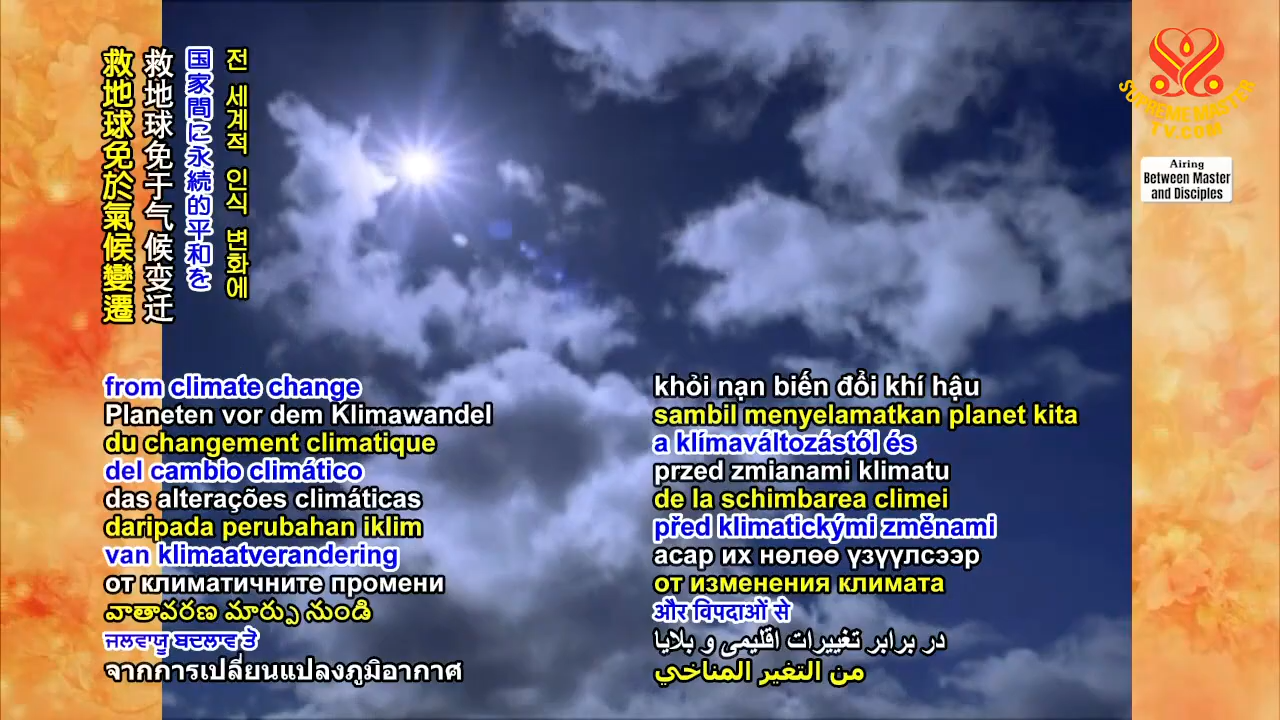 救地球免於氣候變遷
救地球免于气候变迁
国家間に永続的平和を
전 세계적 인식 변화에
from climate change
Planeten vor dem Klimawandel
du changement climatique
del cambio climático
das alterações climáticas
daripada perubahan iklim
van klimaatverandering
от климатичните промени
వాతావరణ మార్పు నుండి
ਜਲਵਾਯੂ ਬਦਲਾਵ ਤੋਂ
จากการเปลี่ยนแปลงภูมิอากาศ
khỏi nạn biến đổi khí hậu
sambil menyelamatkan planet kita
a klímaváltozástól és
przed zmianami klimatu
de la schimbarea climei
před klimatickými změnami
асар их нөлөө үзүүлсээр
от изменения климата
और विपदाओं से
در برابر تغییرات اقلیمی و بلایا
من التغير المناخي
SUPREMEMASTER
TV.COM
Airing
Between Master
and Disciples